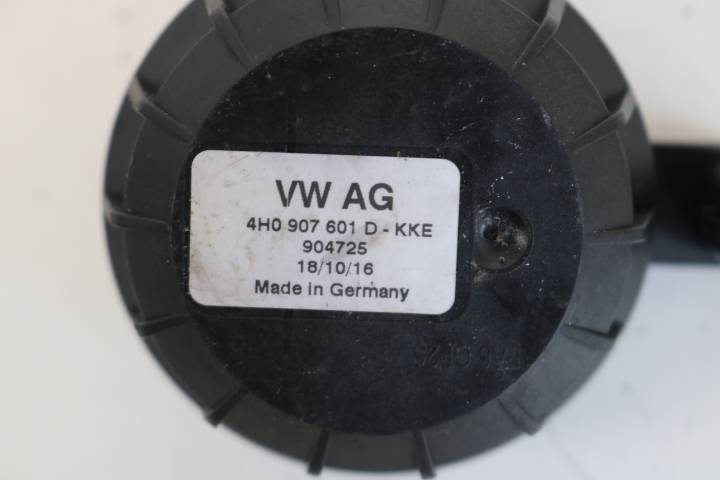 VW AG
4H0 907 601 D - KKE
904725
18/10/16
Made in Germany